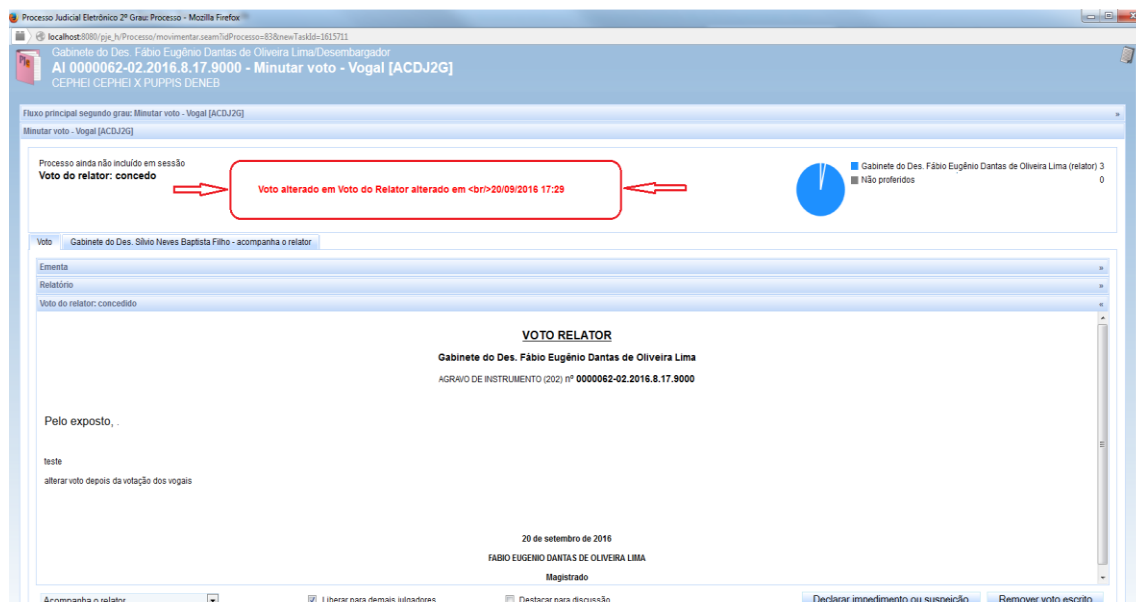 Processo Judicial Eletrônico 2º Grau: Processo - Mozilla Firefox
localhost:8080/pje_h/Processo/movimentar.seam?idProcesso=83&newTaskId=1615711
Gabinete do Des. Fábio Eugênio Dantas de Oliveira Lima/Desembargador
AI 0000062-02.2016.8.17.9000 - Minutar voto - Vogal [ACDJ2G]
CEPHEI CEPHEI X PUPPIS DENEB
Fluxo principal segundo grau: Minutar voto - Vogal [ACDJ2G]
Minutar voto - Vogal [ACDJ2G]
Processo ainda não incluído em sessão
Voto do relator: concedo
Voto alterado em Voto do Relator alterado em <br/>20/09/2016 17:29
Gabinete do Des. Fábio Eugênio Dantas de Oliveira Lima (relator) 3
Não proferidos 0
Voto Gabinete do Des. Sílvio Neves Baptista Filho - acompanha o relator
Ementa
Relatório
Voto do relator: concedido
VOTO RELATOR
Gabinete do Des. Fábio Eugênio Dantas de Oliveira Lima
AGRAVO DE INSTRUMENTO (202) nº 0000062-02.2016.8.17.9000
Pelo exposto, .
teste
alterar voto depois da votação dos vogais
20 de setembro de 2016
FABIO EUGENIO DANTAS DE OLIVEIRA LIMA
Magistrado
Acompanha o relator Liberar para demais julgadores Destacar para discussão Declarar impedimento ou suspeição Remover voto escrito